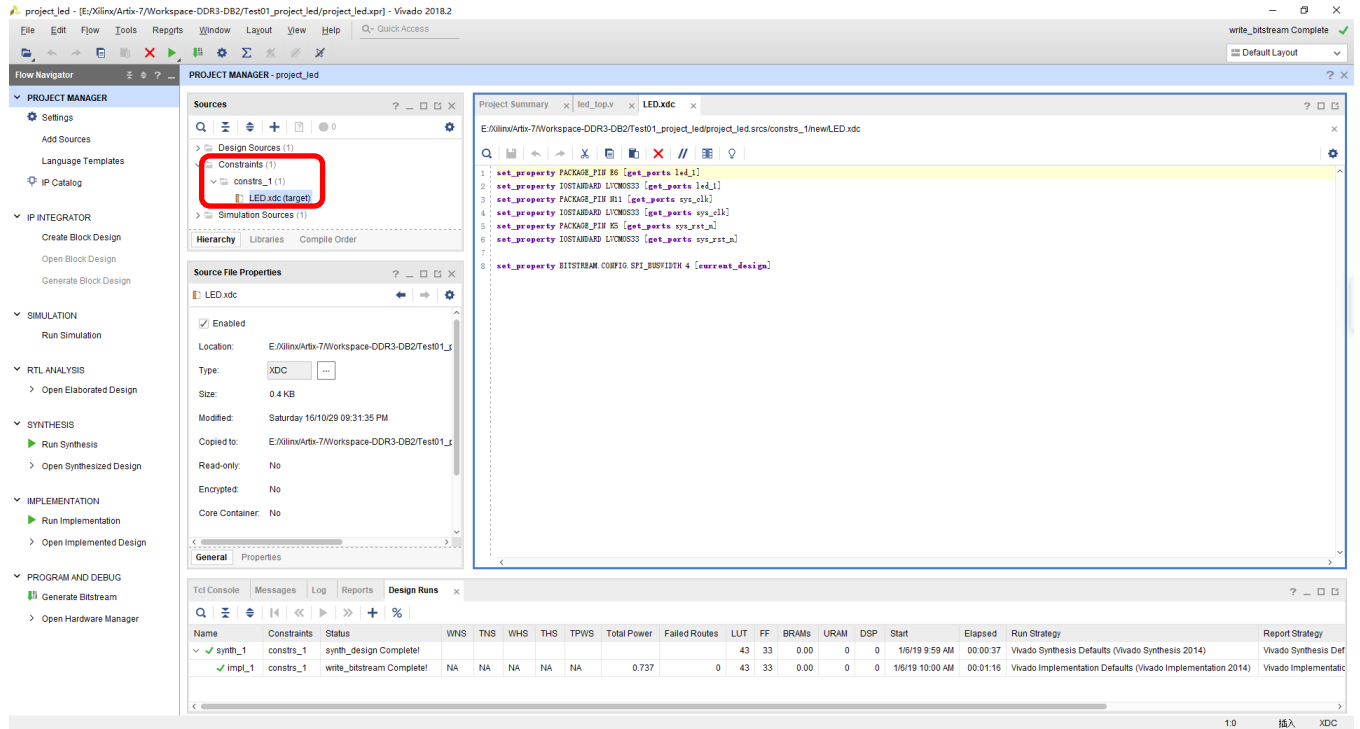 project_led - [E:/Xilinx/Artix-7/Workspace-DDR3-DB2/Test01_project_led/project_led.xpr] - Vivado 2018.2
File Edit Flow Tools Reports Window Layout View Help Quick Access
write_bitstream Complete
Default Layout
Flow Navigator
PROJECT MANAGER - project_led
PROJECT MANAGER
Settings
Add Sources
Language Templates
IP Catalog
IP INTEGRATOR
Create Block Design
Open Block Design
Generate Block Design
SIMULATION
Run Simulation
RTL ANALYSIS
Open Elaborated Design
SYNTHESIS
Run Synthesis
Open Synthesized Design
IMPLEMENTATION
Run Implementation
Open Implemented Design
PROGRAM AND DEBUG
Generate Bitstream
Open Hardware Manager
Sources
0
Design Sources (1)
Constraints (1)
constrs_1 (1)
LED.xdc (target)
Simulation Sources (1)
Hierarchy Libraries Compile Order
Source File Properties
LED.xdc
Enabled
Location: E:/Xilinx/Artix-7/Workspace-DDR3-DB2/Test01_p
Type: XDC ...
Size: 0.4 KB
Modified: Saturday 16/10/29 09:31:35 PM
Copied to: E:/Xilinx/Artix-7/Workspace-DDR3-DB2/Test01_p
Read-only: No
Encrypted: No
Core Container: No
General Properties
Project Summary led_top.v LED.xdc
E:/Xilinx/Artix-7/Workspace-DDR3-DB2/Test01_project_led/project_led.srcs/constrs_1/new/LED.xdc
1 set_property PACKAGE_PIN E6 [get_ports led_1]
2 set_property IOSTANDARD LVCMOS33 [get_ports led_1]
3 set_property PACKAGE_PIN N11 [get_ports sys_clk]
4 set_property IOSTANDARD LVCMOS33 [get_ports sys_clk]
5 set_property PACKAGE_PIN K5 [get_ports sys_rst_n]
6 set_property IOSTANDARD LVCMOS33 [get_ports sys_rst_n]
7
8 set_property BITSTREAM.CONFIG.SPI_BUSWIDTH 4 [current_design]
Tcl Console Messages Log Reports Design Runs
Name Constraints Status WNS TNS WHS THS TPWS Total Power Failed Routes LUT FF BRAMs URAM DSP Start Elapsed Run Strategy Report Strategy
synth_1 constrs_1 synth_design Complete! 43 33 0.00 0 0 1/6/19 9:59 AM 00:00:37 Vivado Synthesis Defaults (Vivado Synthesis 2014) Vivado Synthesis Def
impl_1 constrs_1 write_bitstream Complete! NA NA NA NA NA 0.737 0 43 33 0.00 0 0 1/6/19 10:00 AM 00:01:16 Vivado Implementation Defaults (Vivado Implementation 2014) Vivado Implementatic
1:0 插入 XDC